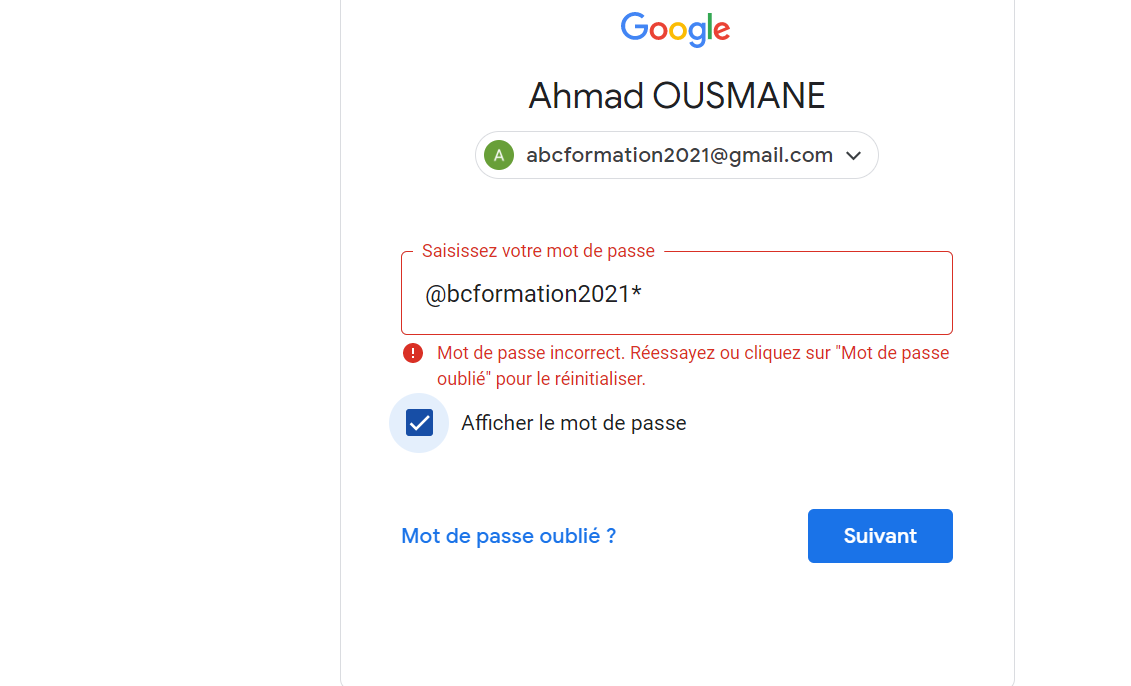 Google
Ahmad OUSMANE
A abcformation2021@gmail.com
Saisissez votre mot de passe
@bcformation2021*
Mot de passe incorrect. Réessayez ou cliquez sur "Mot de passe
oublié" pour le réinitialiser.
Afficher le mot de passe
Mot de passe oublié ?
Suivant